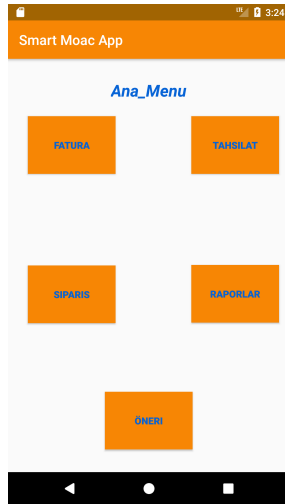 3:24
Smart Moac App
Ana_Menu
FATURA TAHSILAT
SIPARIS RAPORLAR
ÖNERI